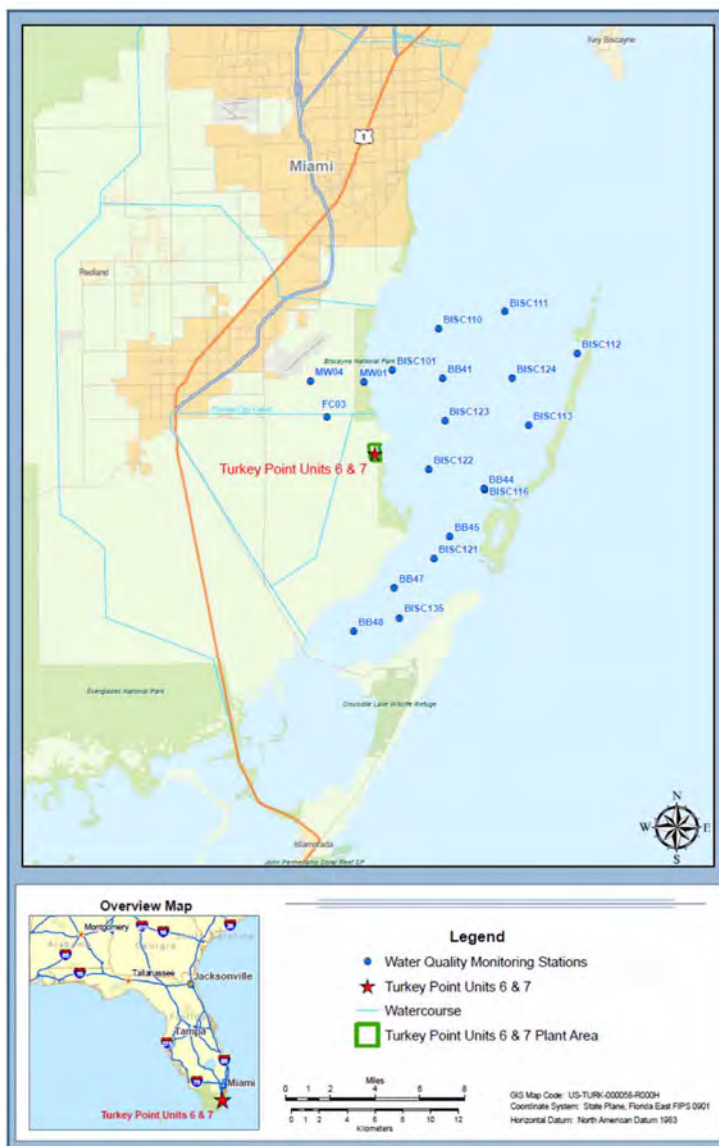 Key Biscayne
1
Miami
Redland
BISC111
BISC110
BISC112
Biscayne National Park
BISC101
MW04
MW01
BB41
BISC124
FC03
Florida City Canal
BISC123
BISC113
Turkey Point Units 6 & 7
BISC122
BB44
BISC116
BB45
BISC121
BB47
BISC135
BB48
Everglades National Park
Crocodile Lake Wildlife Refuge
Islamorada
John Pennekamp Coral Reef SP
N
W E
S
Overview Map
Montgomery
Alabama
Georgia
Tallahassee
Jacksonville
Florida
Tampa
Miami
Turkey Point Units 6 & 7
Legend
Water Quality Monitoring Stations
Turkey Point Units 6 & 7
Watercourse
Turkey Point Units 6 & 7 Plant Area
Miles
0 1 2 4 6 8
0 1 2 4 6 8 10 12
Kilometers
GIS Map Code: US-TURK-000058-R000H
Coordinate System: State Plane, Florida East FIPS 0901
Horizontal Datum: North American Datum 1983